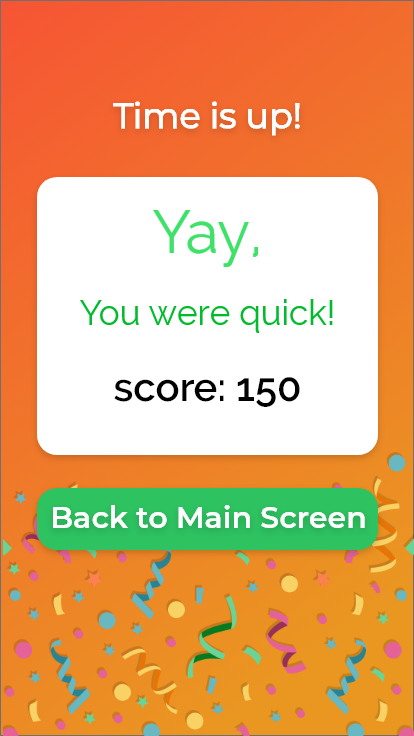 Time is up!
Yay,
You were quick!
score: 150
Back to Main Screen